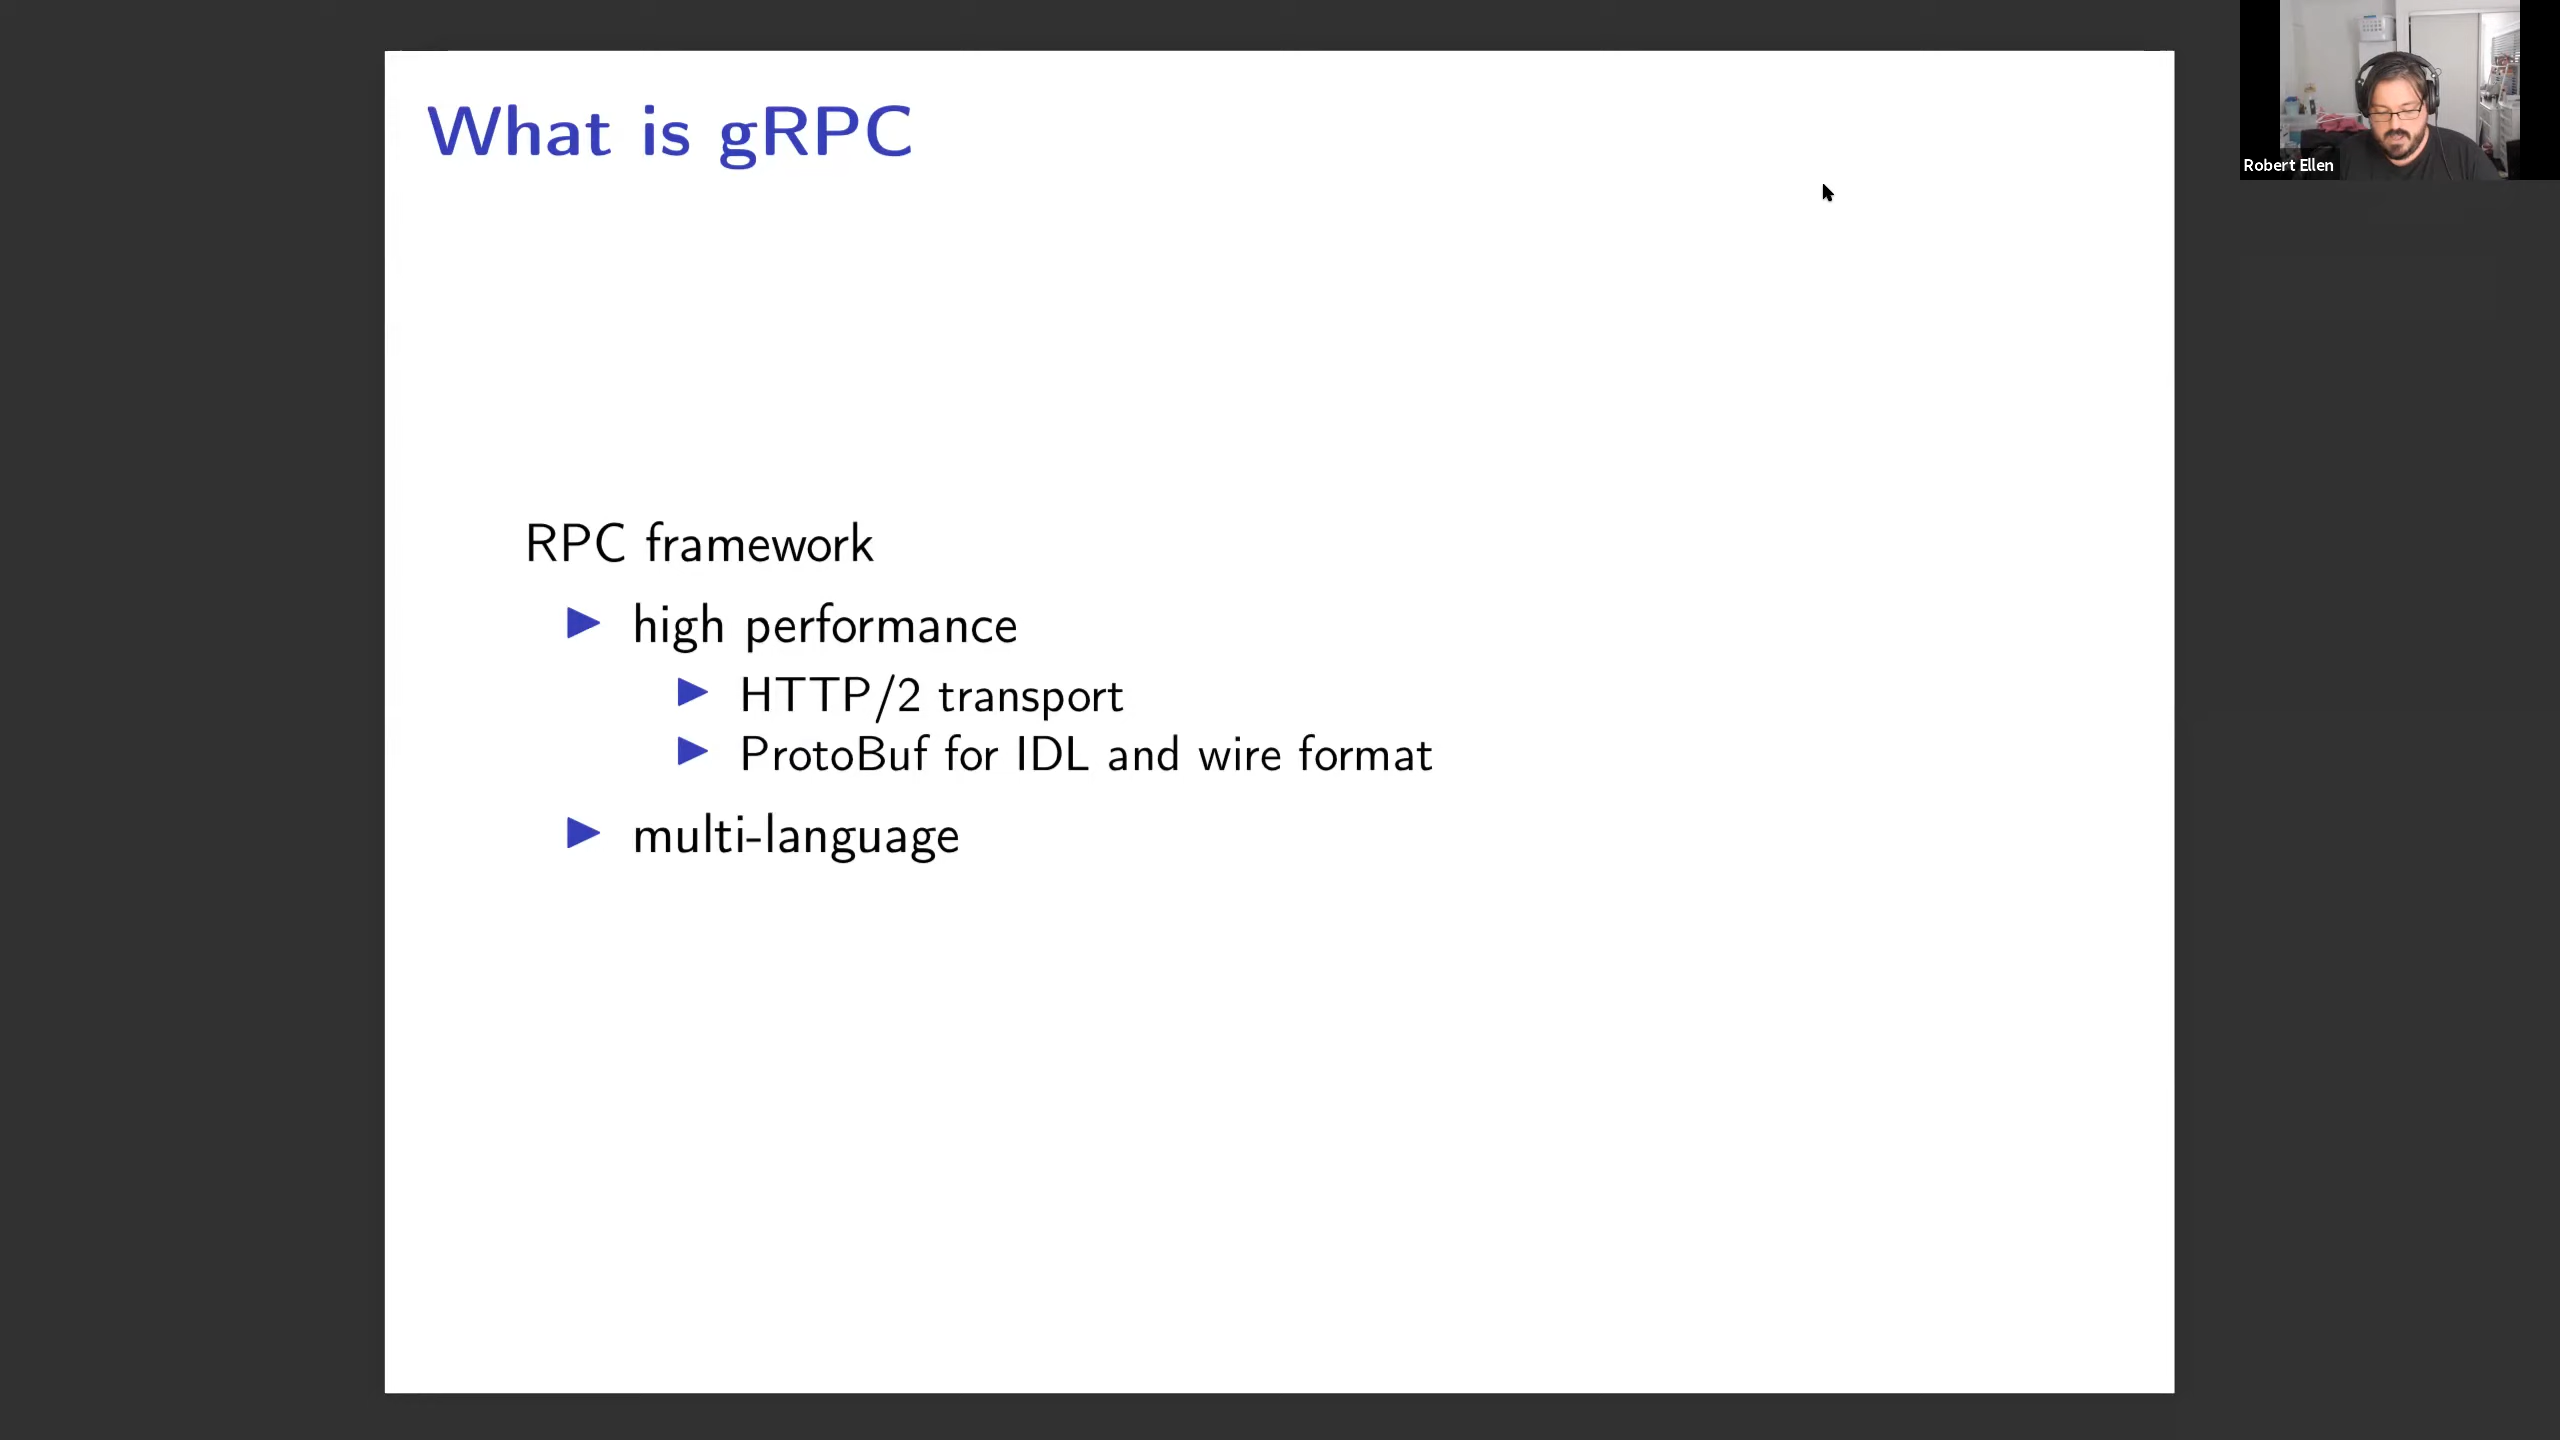 What is gRPC
Robert Ellen
RPC framework
high performance
HTTP/2 transport
ProtoBuf for IDL and wire format
multi-language